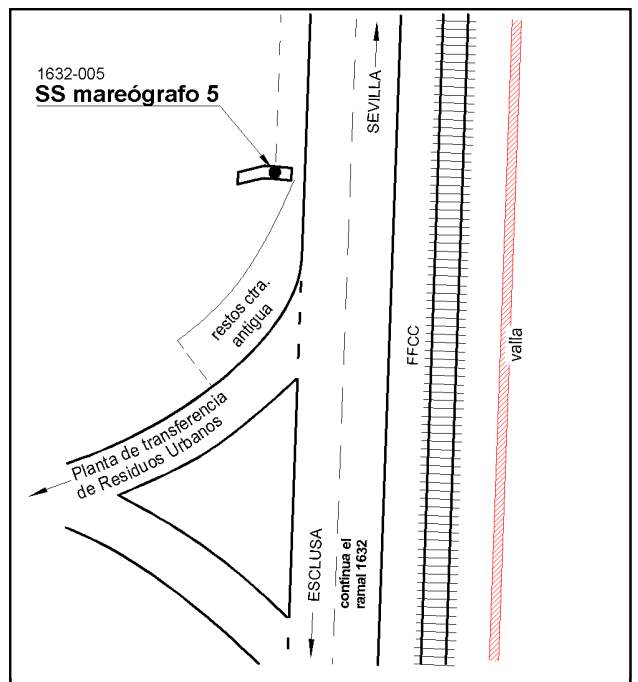 1632-005
SS mareógrafo 5
SEVILLA
restos ctra.
antigua
FFCC
valla
Planta de transferencia
de Residuos Urbanos
ESCLUSA
continua el
ramal 1632